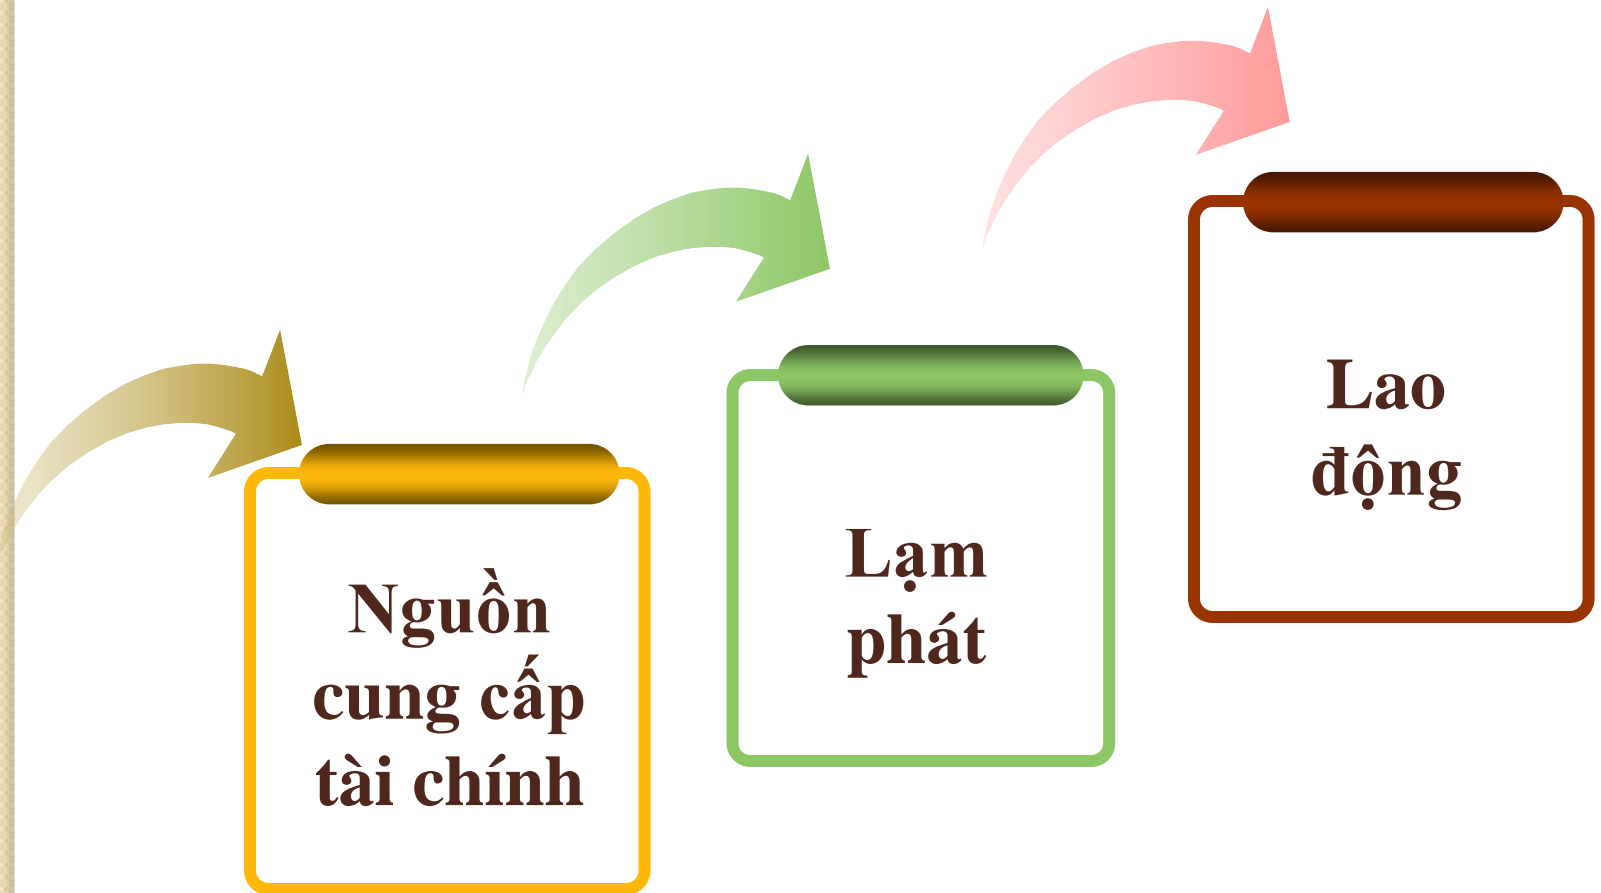 Nguồn
cung cấp
tài chính
Lạm
phát
Lao
động